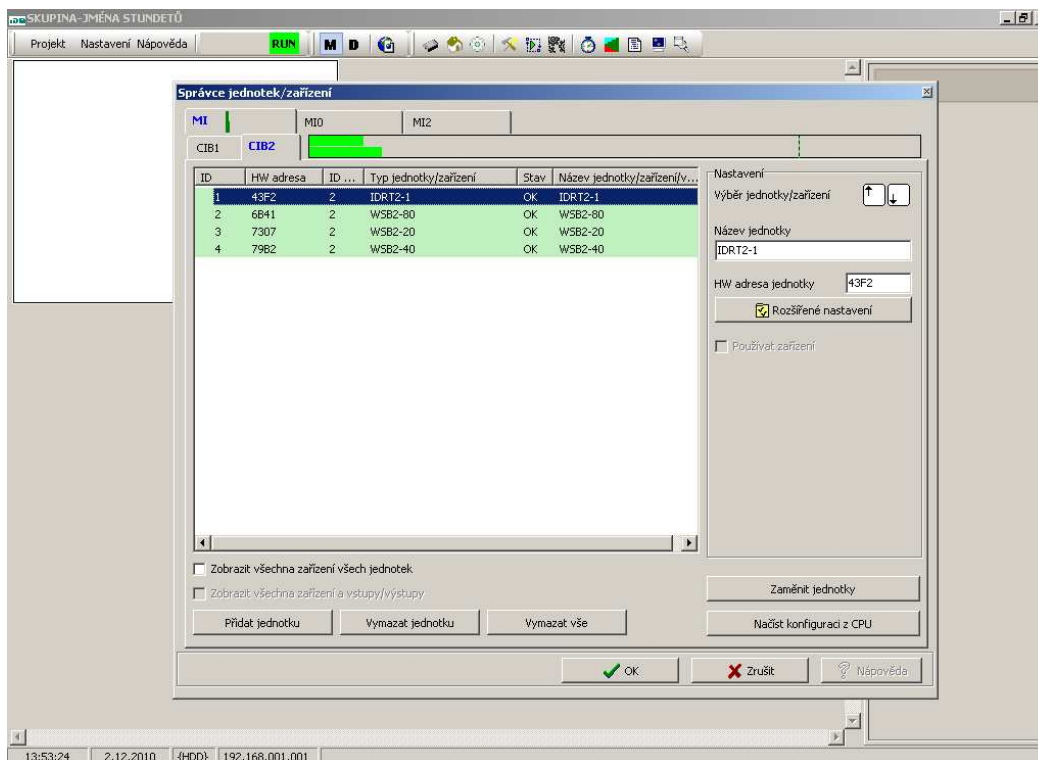 SKUPINA-JMÉNA STUNDETŮ
Projekt Nastavení Nápověda RUN M D
Správce jednotek/zařízení
MI MI0 MI2
CIB1 CIB2
ID HW adresa ID ... Typ jednotky/zařízení Stav Název jednotky/zařízení/v...
1 43F2 2 IDRT2-1 OK IDRT2-1
2 6B41 2 WSB2-80 OK WSB2-80
3 7307 2 WSB2-20 OK WSB2-20
4 79B2 2 WSB2-40 OK WSB2-40
Nastavení
Výběr jednotky/zařízení
Název jednotky
IDRT2-1
HW adresa jednotky 43F2
Rozšířené nastavení
Používat zařízení
Zobrazit všechna zařízení všech jednotek
Zobrazit všechna zařízení a vstupy/výstupy
Přidat jednotku Vymazat jednotku Vymazat vše
Zaměnit jednotky
Načíst konfiguraci z CPU
OK Zrušit Nápověda
13:53:24 2.12.2010 {HDD} 192.168.001.001